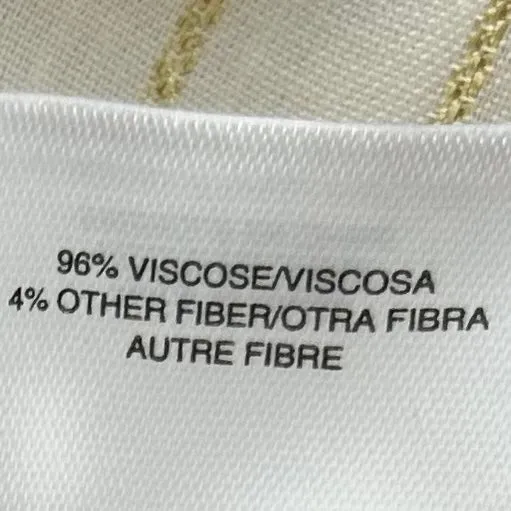 96% VISCOSE/VISCOSA
4% OTHER FIBER/OTRA FIBRA
AUTRE FIBRE